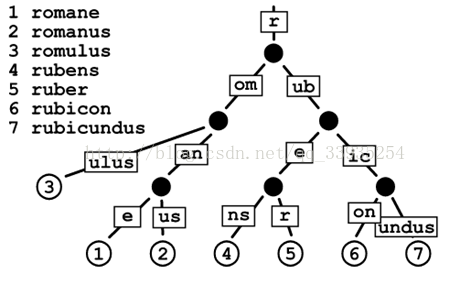 1 romane
2 romanus
3 romulus
4 rubens
5 ruber
6 rubicon
7 rubicundus
r
om
ub
ulus
an
e
ic
e
us
ns
r
on
undus
3
1
2
4
5
6
7